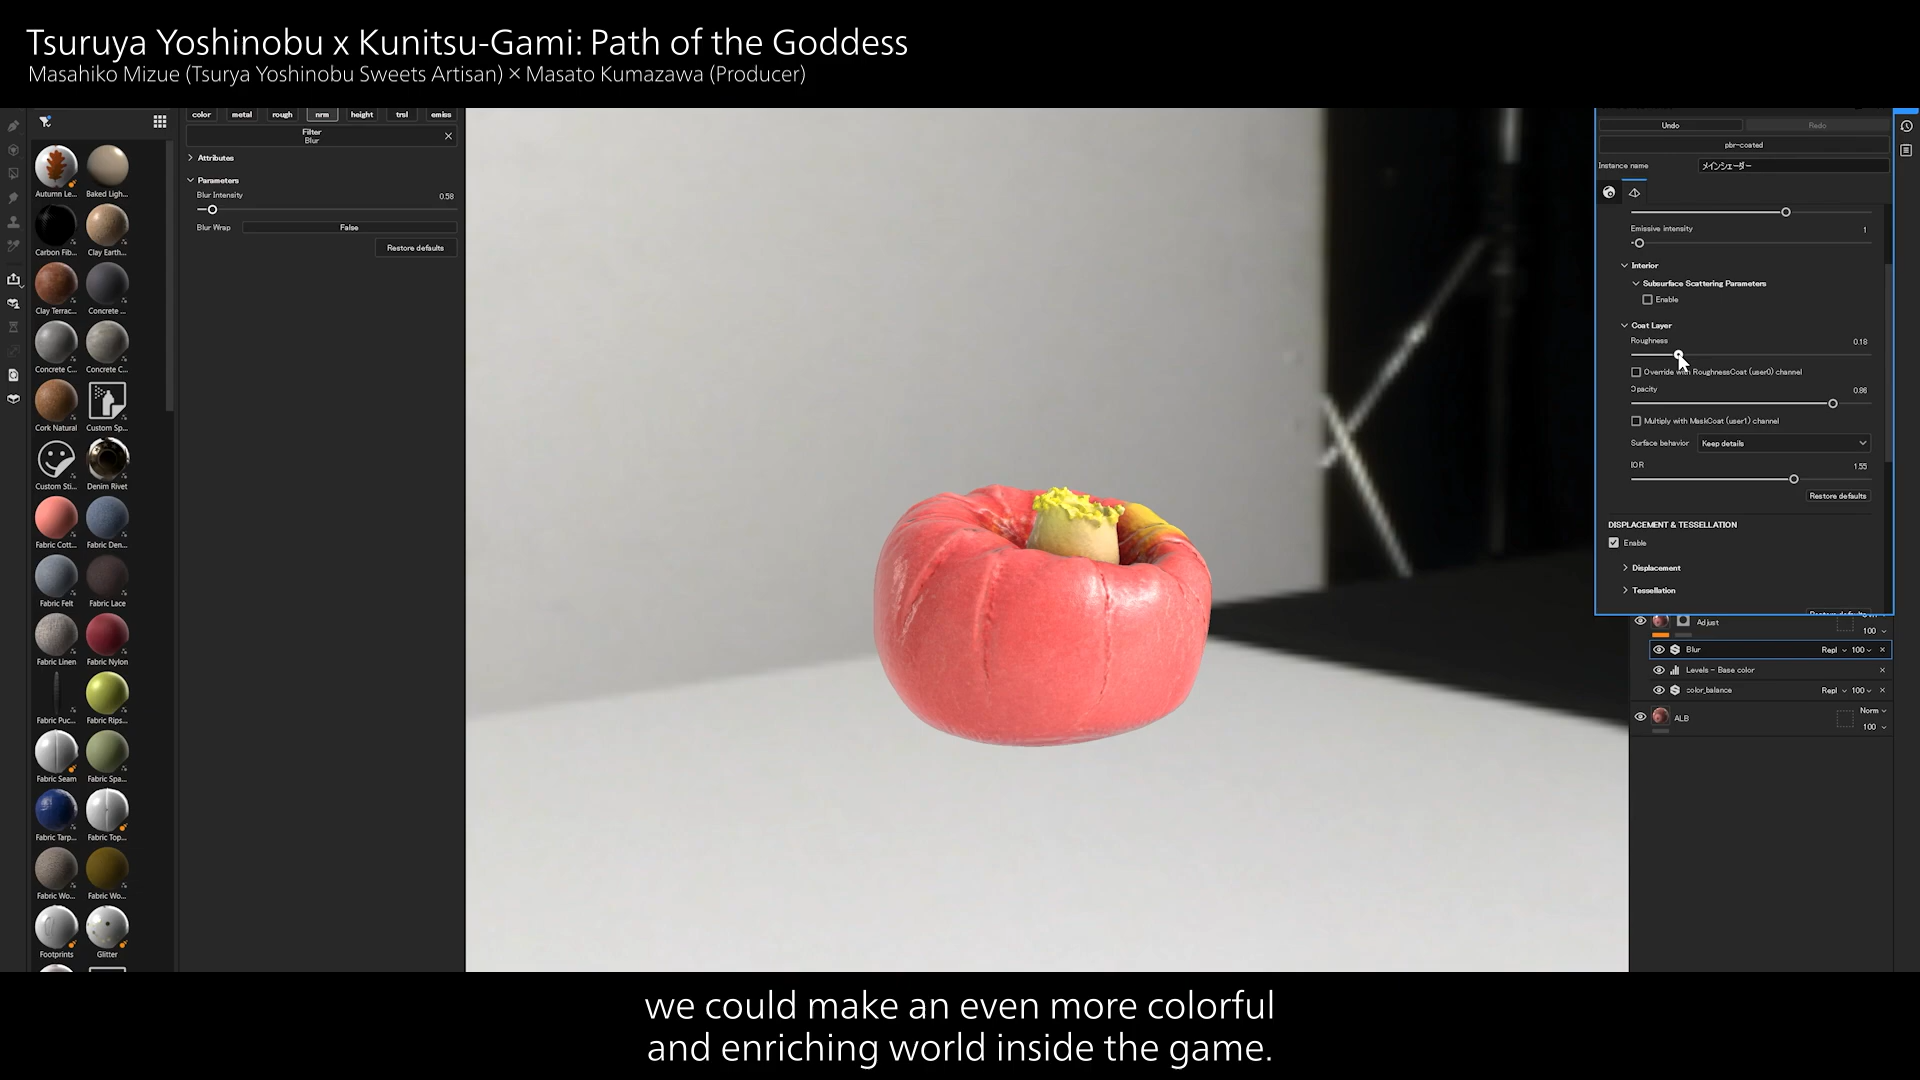 Tsuruya Yoshinobu x Kunitsu-Gami: Path of the Goddess
Masahiko Mizue (Tsurya Yoshinobu Sweets Artisan) × Masato Kumazawa (Producer)
color metal rough nrm height trsl emiss
Filter
Blur
Attributes
Parameters
Blur Intensity 0.58
Blur Wrap False
Restore defaults
Autumn Le... Baked Ligh...
Carbon Fib... Clay Earth...
Clay Terrac... Concrete ...
Concrete C... Concrete C...
Cork Natural Custom Sp...
Custom Sti... Denim Rivet
Fabric Cott... Fabric Den...
Fabric Felt Fabric Lace
Fabric Linen Fabric Nylon
Fabric Puc... Fabric Rips...
Fabric Seam Fabric Spa...
Fabric Tarp... Fabric Top...
Fabric Wo... Fabric Wo...
Footprints Glitter
Undo Redo
pbr-coated
Instance name メインシェーダー
Emissive intensity 1
Interior
Subsurface Scattering Parameters
Enable
Coat Layer
Roughness 0.18
Override with RoughnessCoat (user0) channel
Opacity 0.86
Multiply with MaskCoat (user1) channel
Surface behavior Keep details
IOR 1.55
Restore defaults
DISPLACEMENT & TESSELLATION
Enable
Displacement
Tessellation
Adjust
100
Blur Repl 100
Levels - Base color
color_balance Repl 100
ALB Norm
100
we could make an even more colorful
and enriching world inside the game.